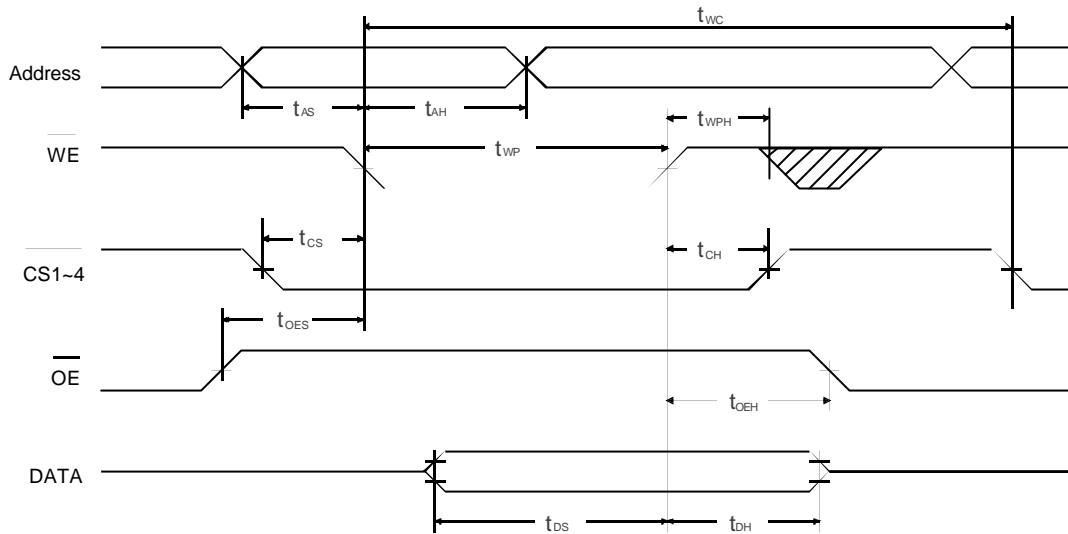 tWC
Address
tAS
tAH
tWPH
WE
tWP
tCS
tCH
CS1~4
tOES
OE
tOEH
DATA
tDS
tDH